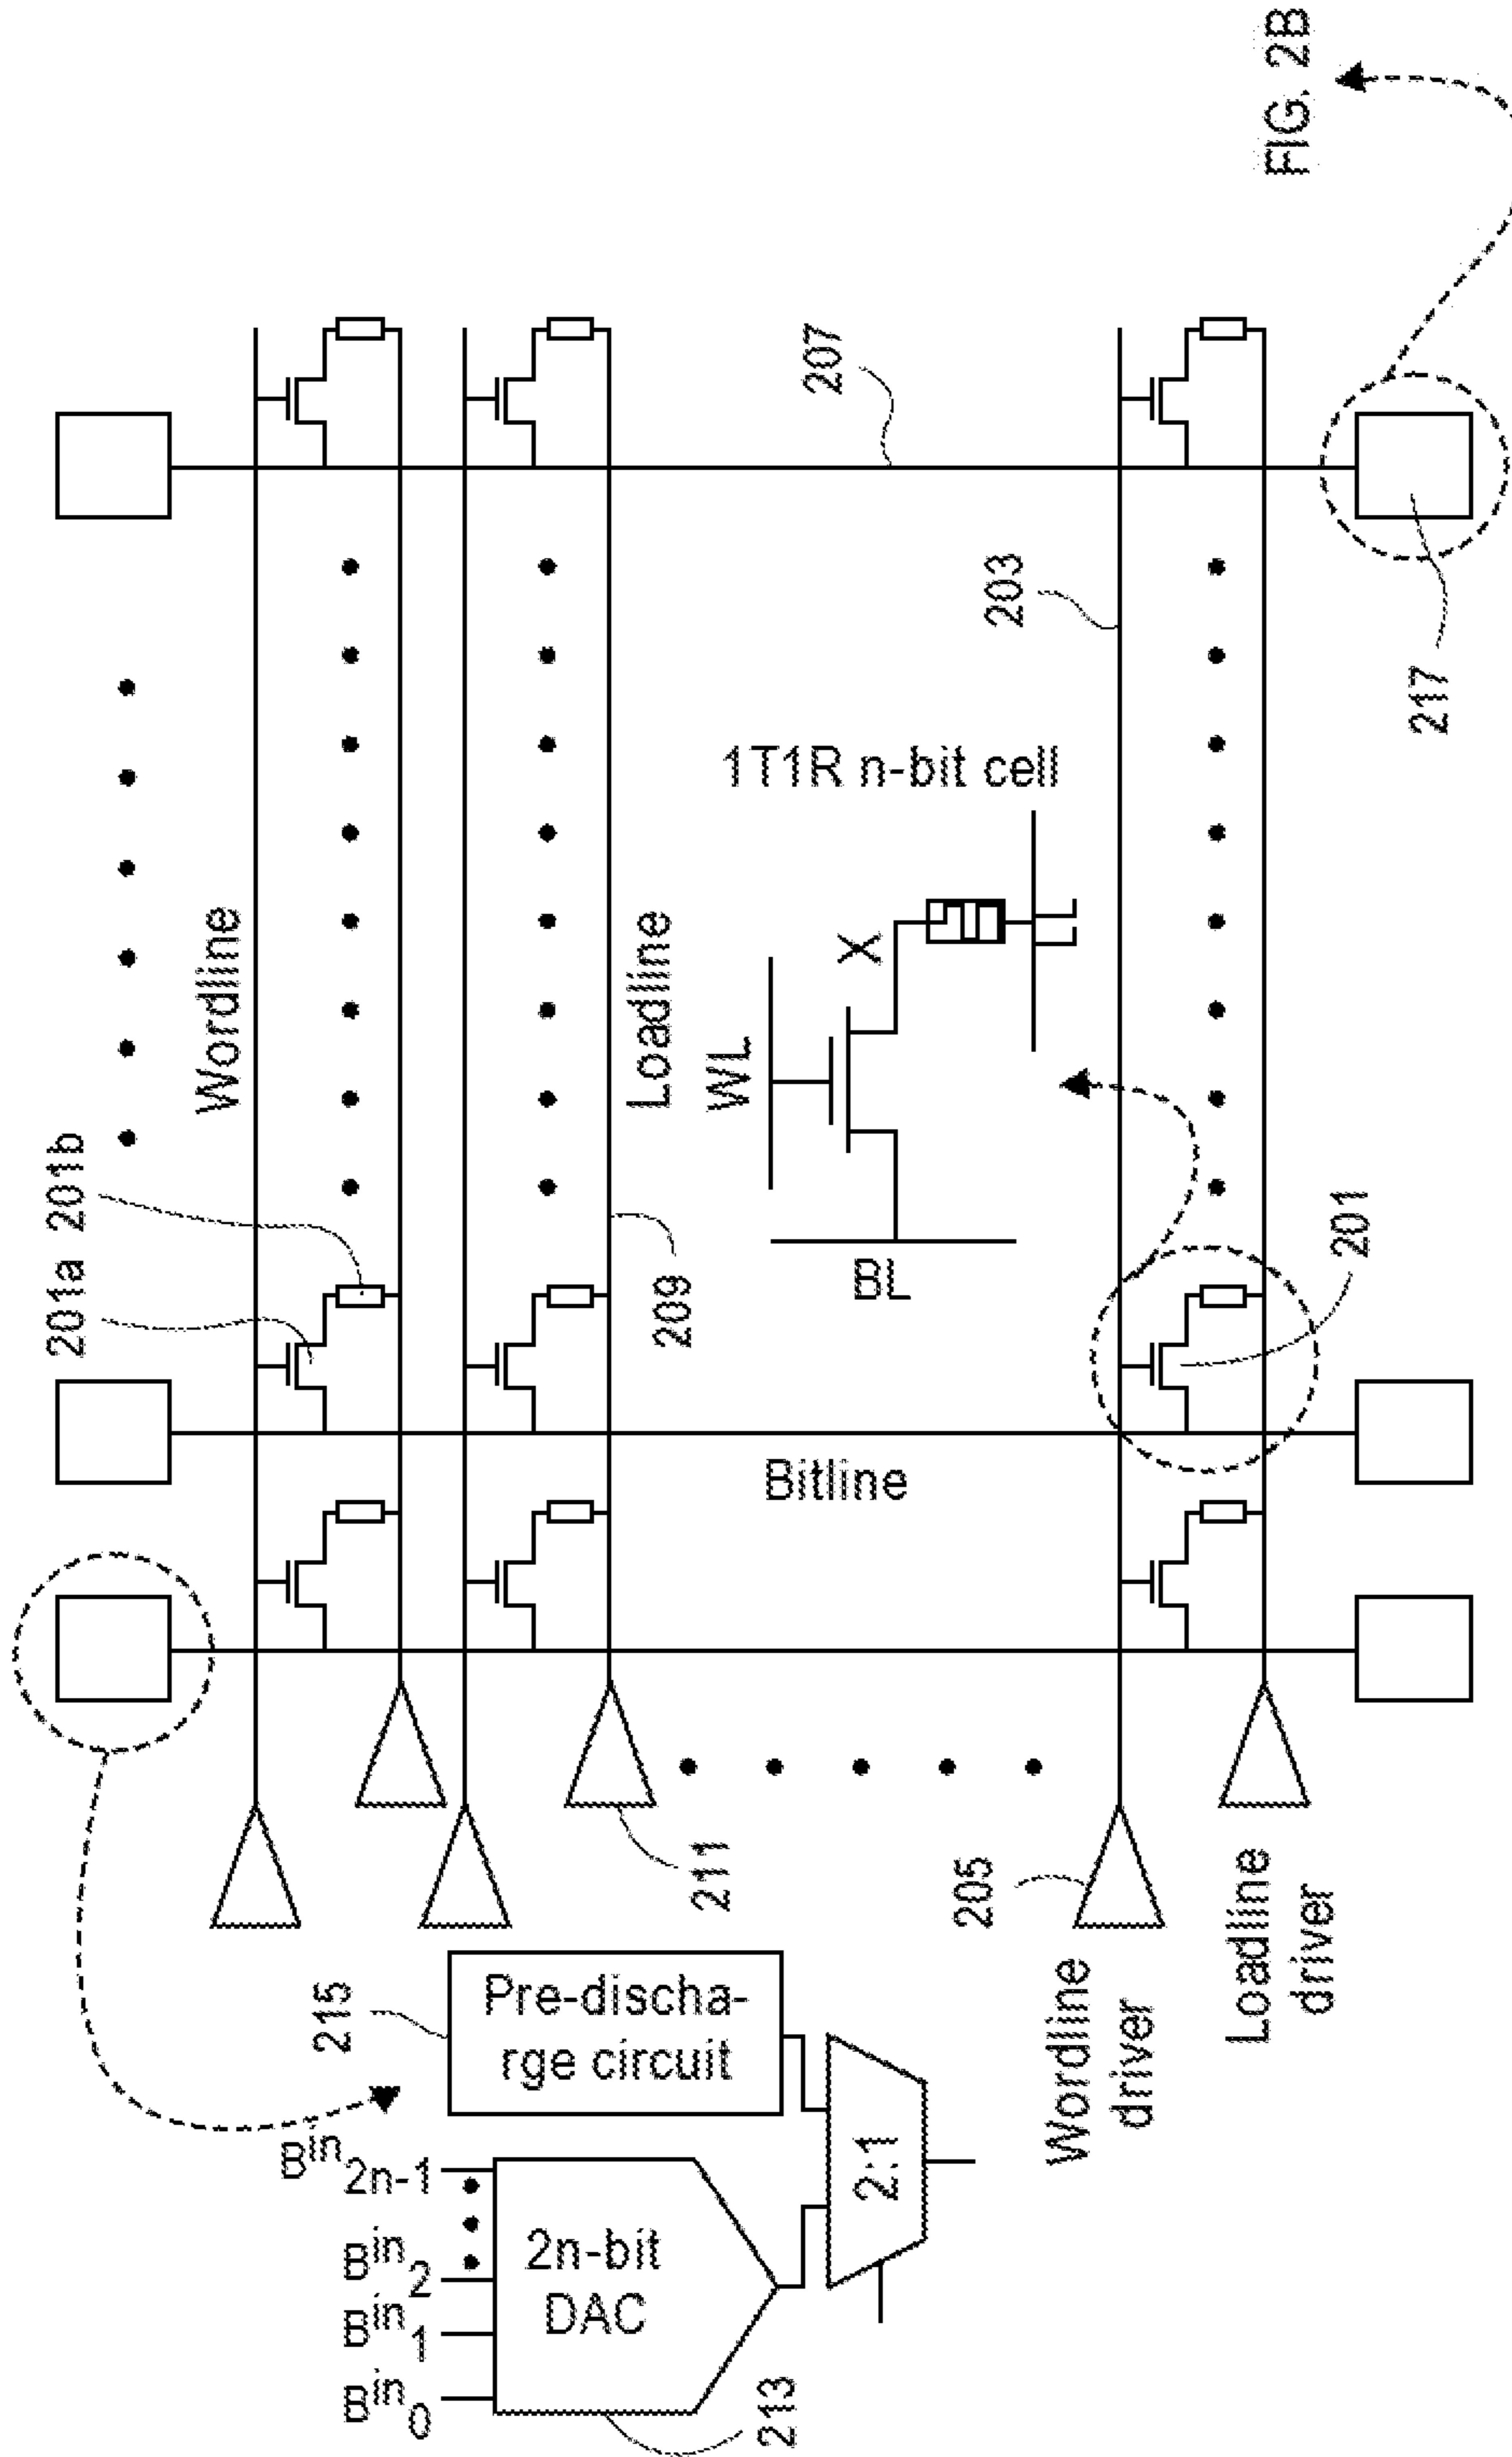 201a 201b
Wordline
Loadline
209
207
Bitline
WL
X
1T1R n-bit cell
BL
203
201
217
FIG. 2B
211
205
Wordline
driver
Loadline
driver
215
Pre-discha-
rge circuit
B^in_0 B^in_1 B^in_2 B^in_2n-1
2n-bit
DAC
2:1
213